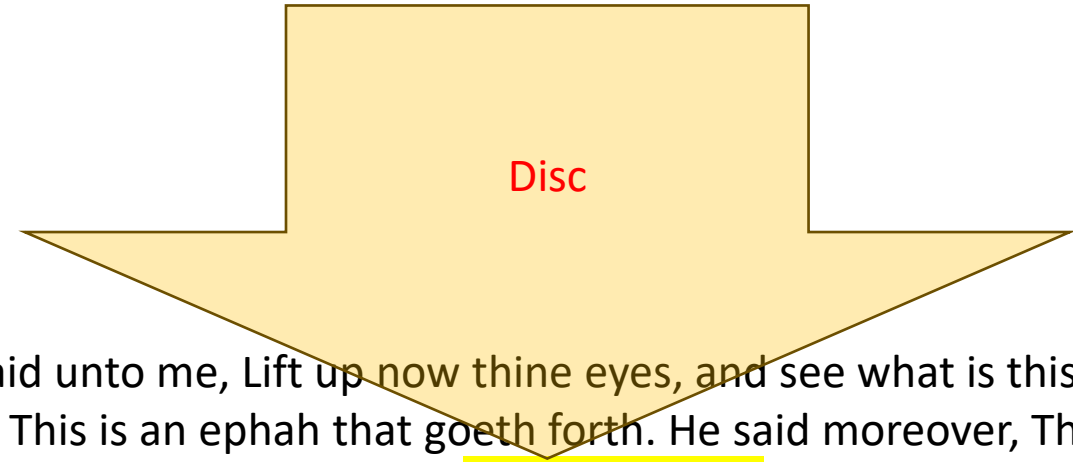 Disc
aid unto me, Lift up now thine eyes, and see what is this
This is an ephah that goeth forth. He said moreover, Th